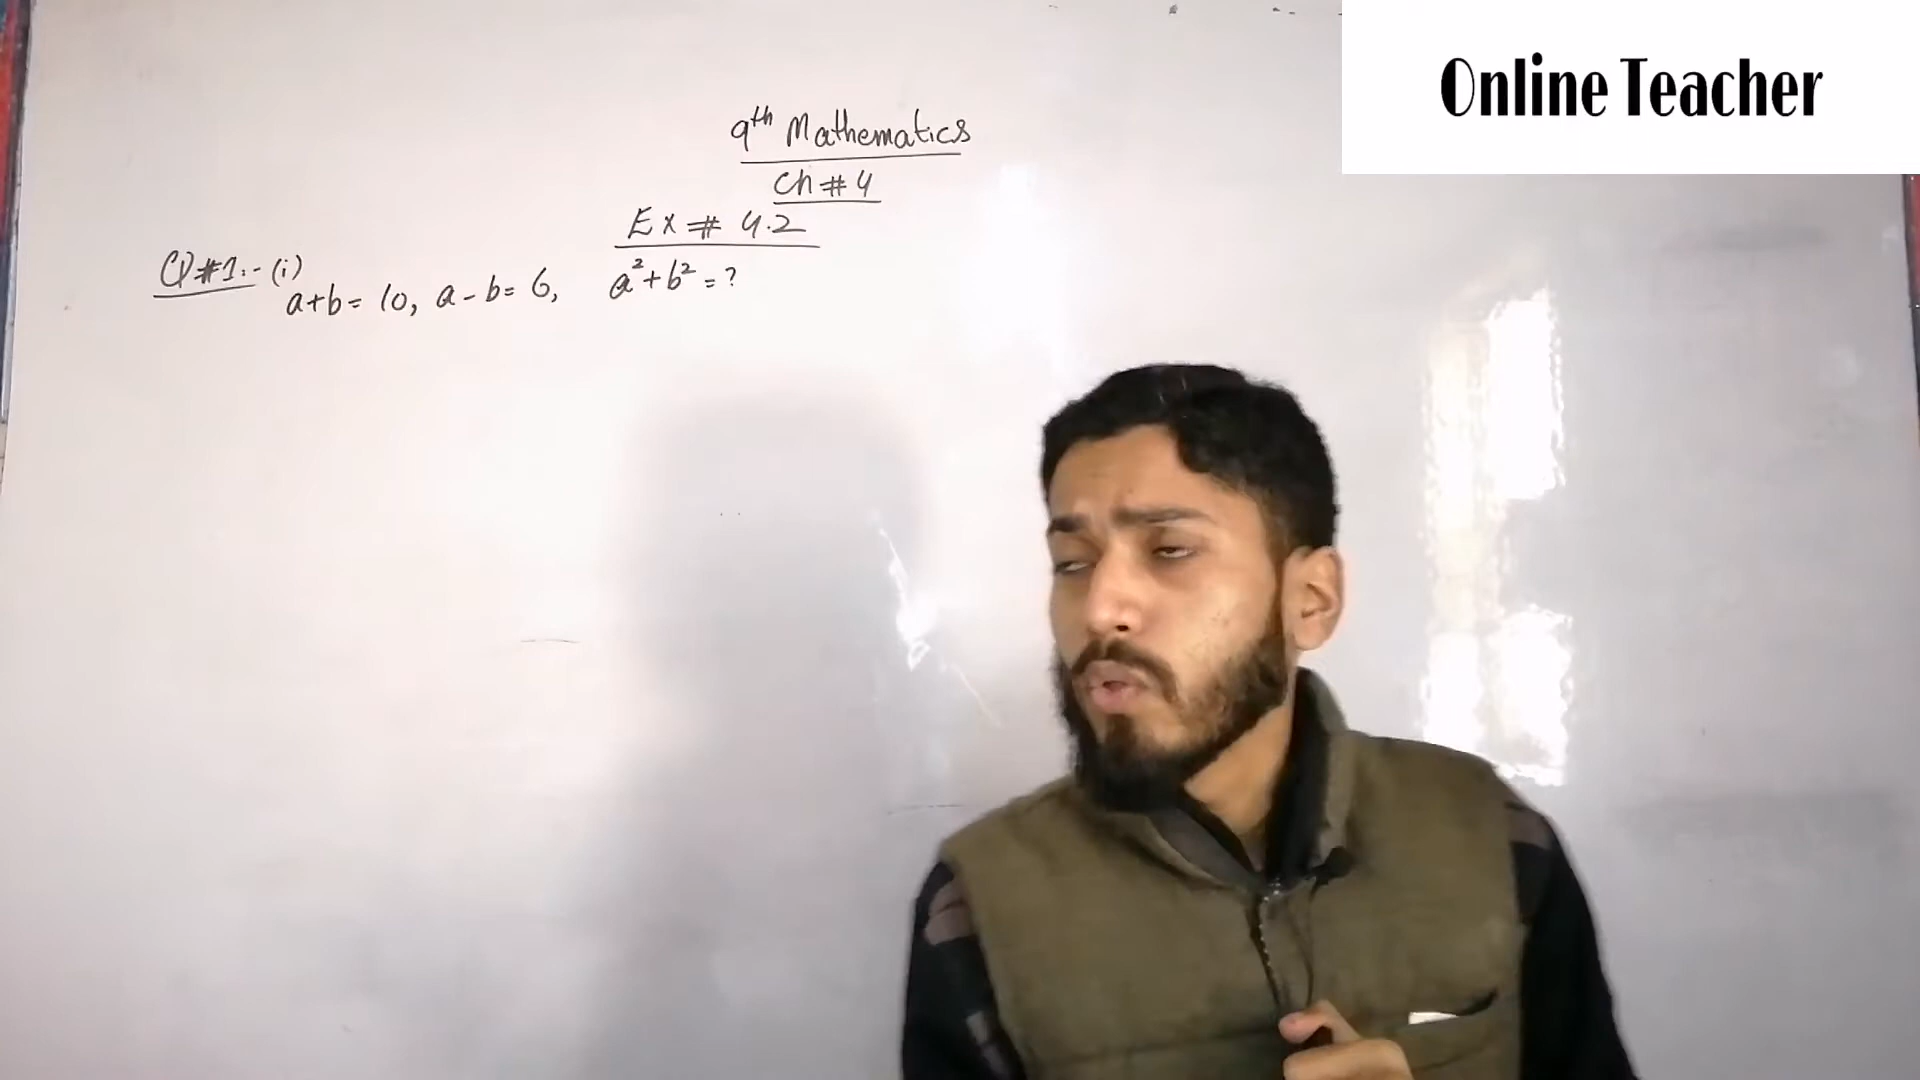 Online Teacher
9th Mathematics
Ch # 4
Ex # 4.2
Q#1:- (i)
a+b= 10, a-b= 6, a²+b² = ?